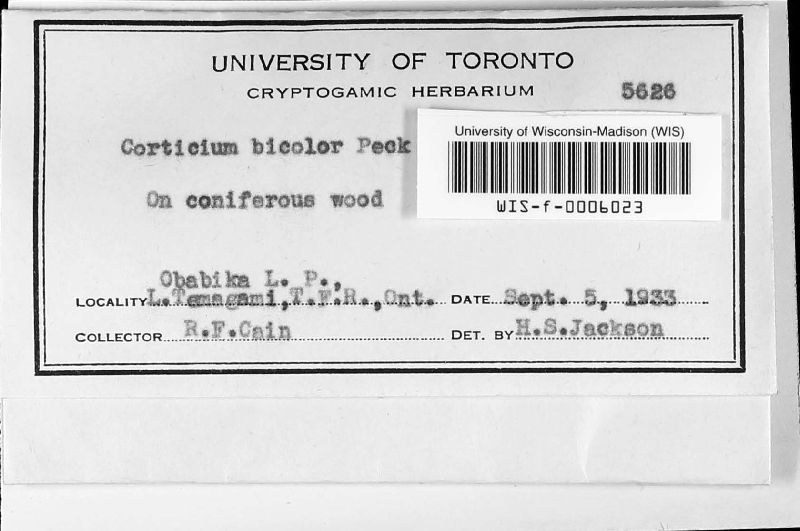 UNIVERSITY OF TORONTO
CRYPTOGAMIC HERBARIUM 5626
Corticium bicolor Peck
University of Wisconsin-Madison (WIS)
WIS-f-0006023
On coniferous wood
Obabika L. P.,
LOCALITY L.Temagami,T.F.R.,Ont. DATE Sept. 5, 1933
COLLECTOR R.F.Cain DET. BY H.S.Jackson